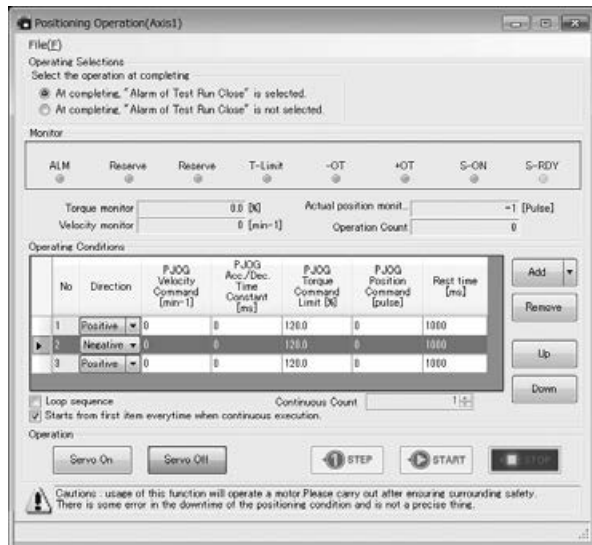 Positioning Operation(Axis1)
File(F)
Operating Selections
Select the operation at completing
At completing, "Alarm of Test Run Close" is selected.
At completing, "Alarm of Test Run Close" is not selected.
Monitor
ALM Reserve Reserve T-Limit -OT +OT S-ON S-RDY
Torque monitor 0.0 [%] Actual position monit... -1 [Pulse]
Velocity monitor 0 [min-1] Operation Count 0
Operating Conditions
No Direction PJOG Velocity Command [min-1] PJOG Acc./Dec. Time Constant [ms] PJOG Torque Command Limit [%] PJOG Position Command [pulse] Rest time [ms]
1 Positive 0 0 120.0 0 1000
2 Negative 0 0 120.0 0 1000
3 Positive 0 0 120.0 0 1000
Add
Remove
Up
Down
Loop sequence Continuous Count 1
Starts from first item everytime when continuous execution.
Operation
Servo On Servo Off 1 STEP START STOP
Cautions : usage of this function will operate a motor.Please carry out after ensuring surrounding safety.
There is some error in the downtime of the positioning condition and is not a precise thing.